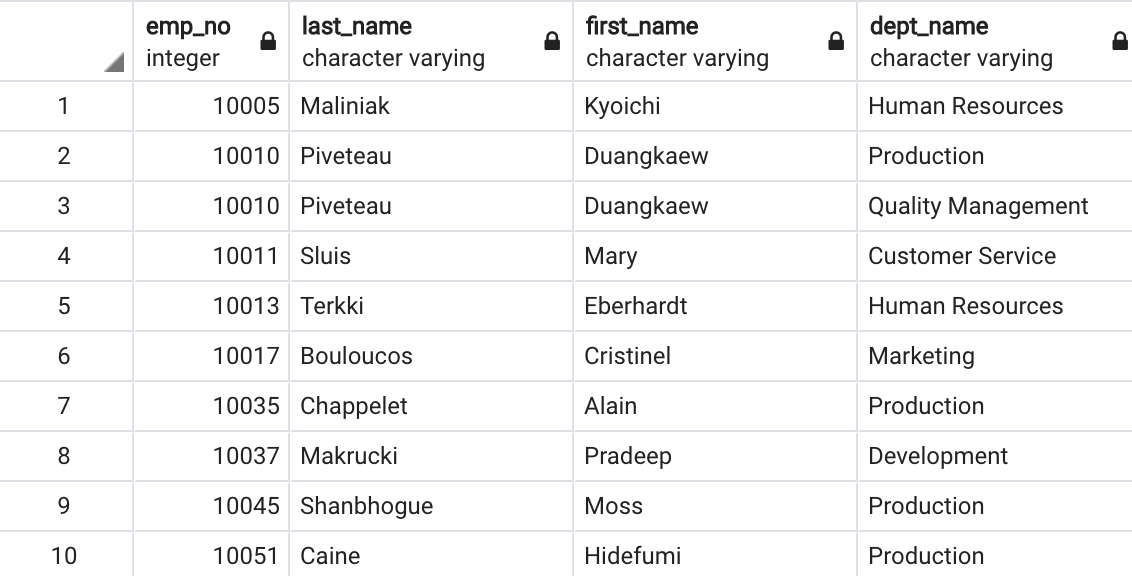 emp_no last_name first_name dept_name
integer character varying character varying character varying
1 10005 Maliniak Kyoichi Human Resources
2 10010 Piveteau Duangkaew Production
3 10010 Piveteau Duangkaew Quality Management
4 10011 Sluis Mary Customer Service
5 10013 Terkki Eberhardt Human Resources
6 10017 Bouloucos Cristinel Marketing
7 10035 Chappelet Alain Production
8 10037 Makrucki Pradeep Development
9 10045 Shanbhogue Moss Production
10 10051 Caine Hidefumi Production